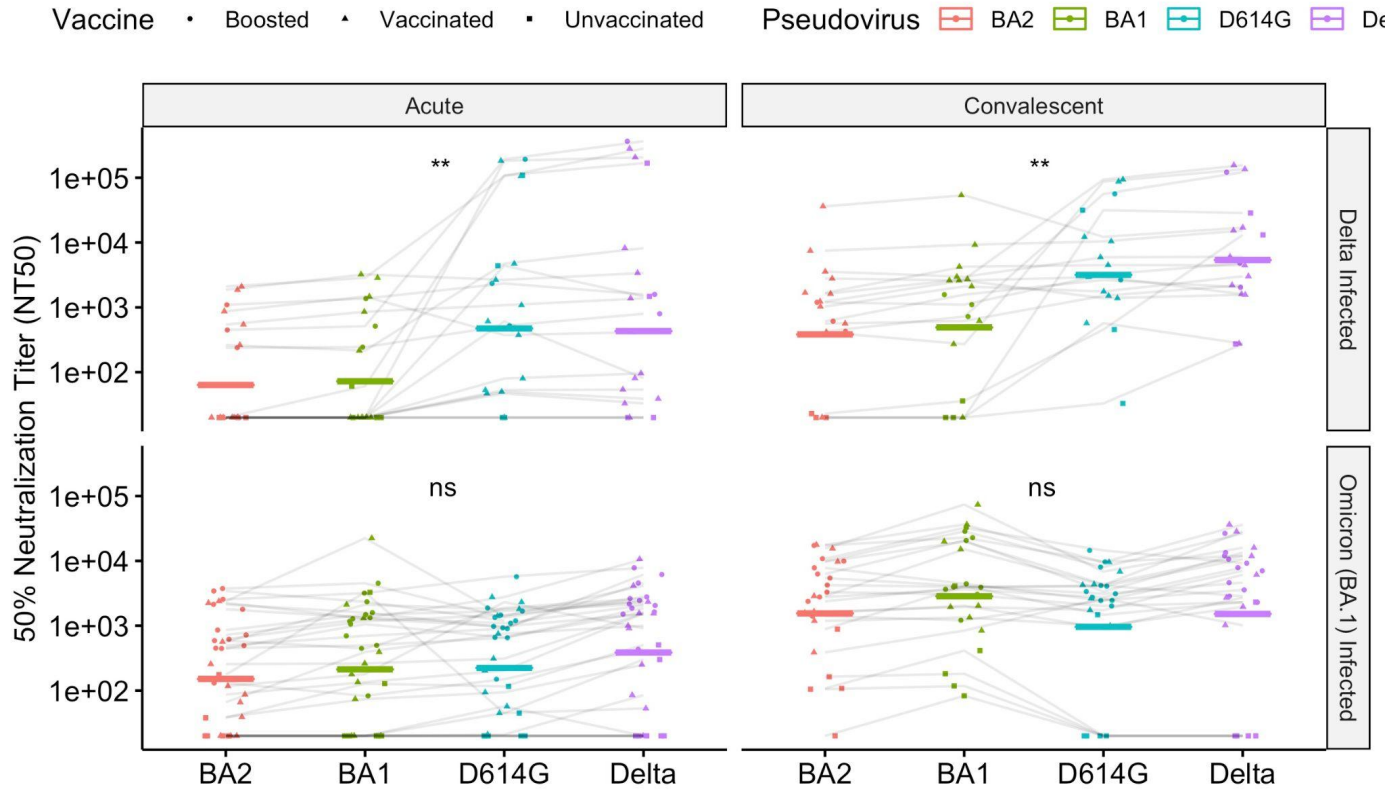 Vaccine Boosted Vaccinated Unvaccinated Pseudovirus BA2 BA1 D614G De
Acute Convalescent
** **
50% Neutralization Titer (NT50)
1e+05
1e+04
1e+03
1e+02
Delta Infected
ns ns
1e+05
1e+04
1e+03
1e+02
Omicron (BA.1) Infected
BA2 BA1 D614G Delta BA2 BA1 D614G Delta